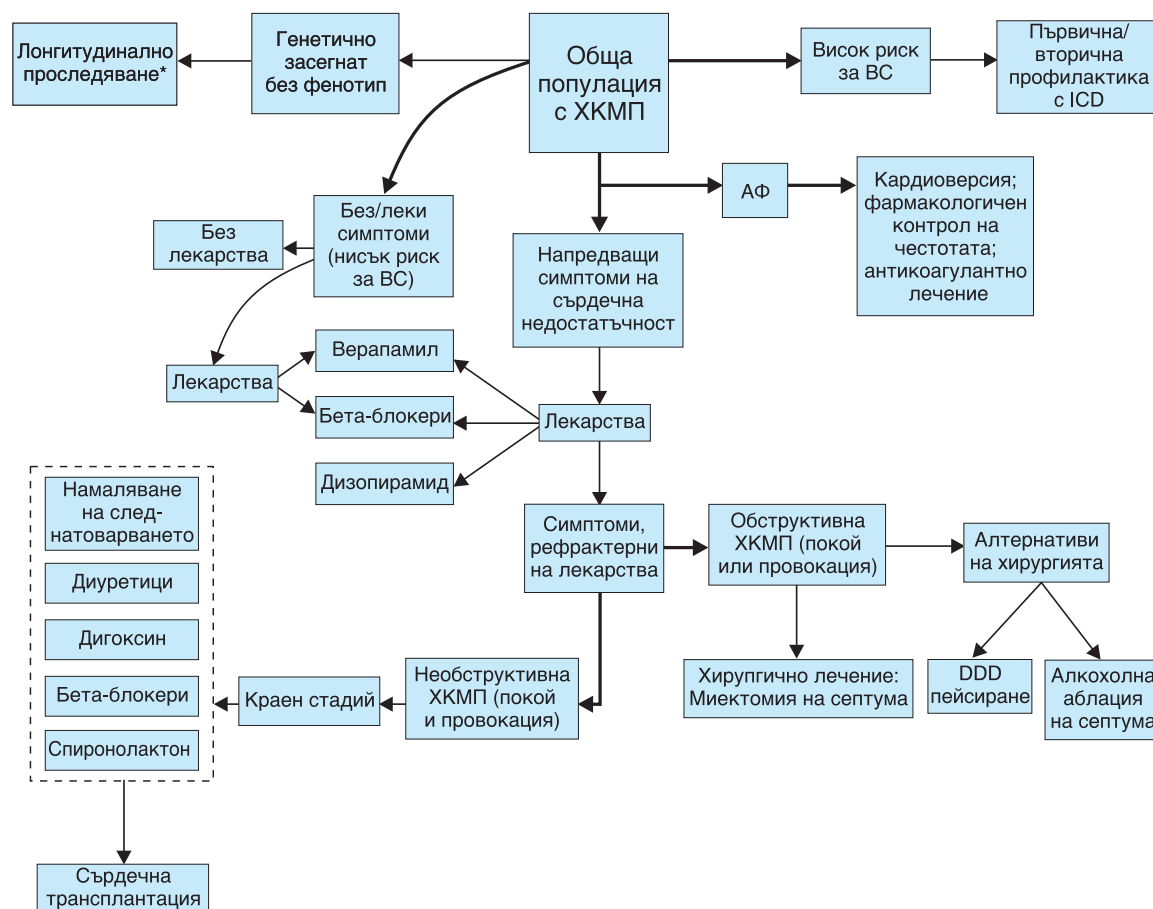 Лонгитудинално
проследяване*
Генетично
засегнат
без фенотип
Обща
популация
с ХКМП
Висок риск
за ВС
Първична/
вторична
профилактика
с ICD
АФ
Кардиоверсия;
фармакологичен
контрол на
честотата;
антикоагулантно
лечение
Без/леки
симптоми
(нисък риск
за ВС)
Без
лекарства
Напредващи
симптоми на
сърдечна
недостатъчност
Лекарства
Верапамил
Бета-блокери
Дизопирамид
Лекарства
Симптоми,
рефрактерни
на лекарства
Обструктивна
ХКМП (покой
или провокация)
Алтернативи
на хирургията
Хирупгично лечение:
Миектомия на септума
DDD
пейсиране
Алкохолна
аблация
на септума
Необструктивна
ХКМП (покой
и провокация)
Краен стадий
Намаляване
на след-
натоварването
Диуретици
Дигоксин
Бета-блокери
Спиронолактон
Сърдечна
трансплантация